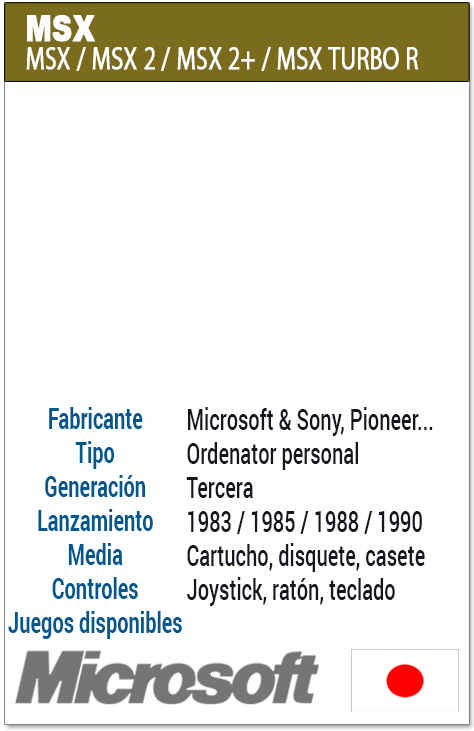 MSX
MSX / MSX 2 / MSX 2+ / MSX TURBO R
Fabricante Microsoft & Sony, Pioneer...
Tipo Ordenator personal
Generación Tercera
Lanzamiento 1983 / 1985 / 1988 / 1990
Media Cartucho, disquete, casete
Controles Joystick, ratón, teclado
Juegos disponibles
Microsoft